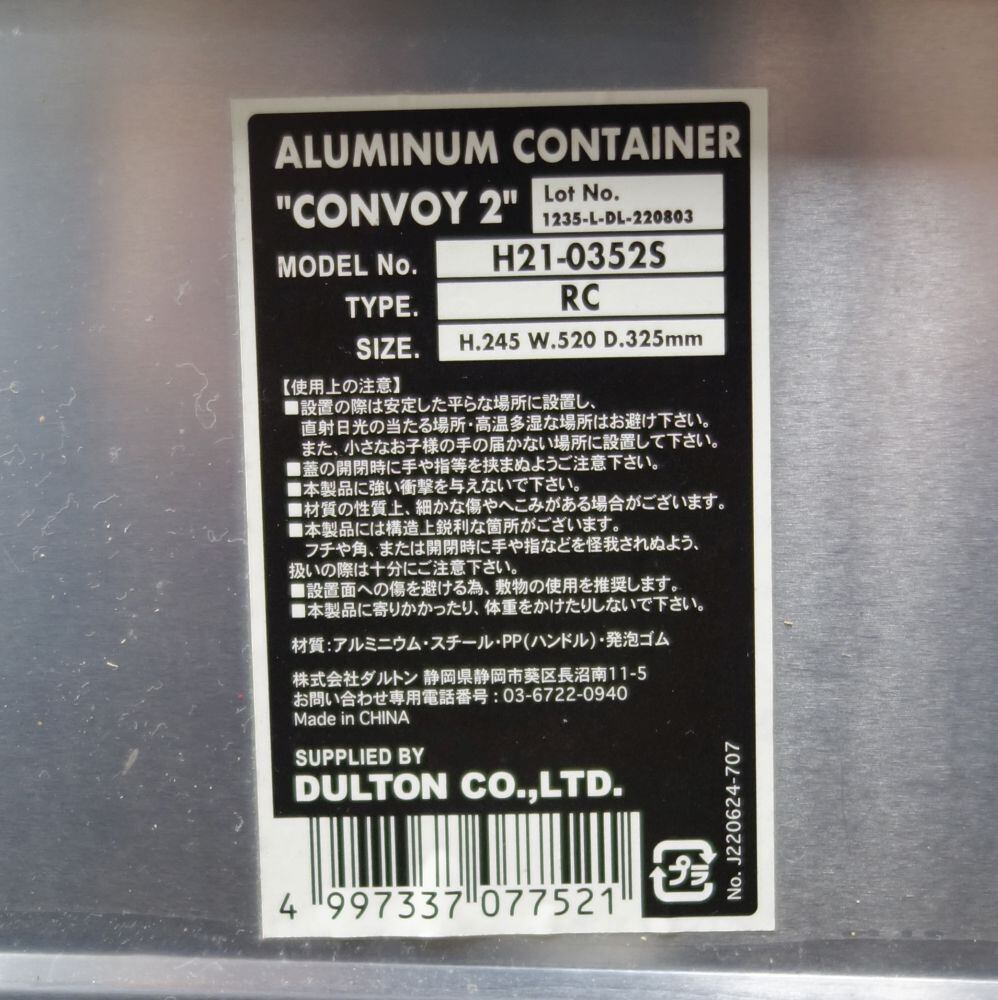 ALUMINUM CONTAINER
"CONVOY 2"
Lot No.
1235-L-DL-220803
MODEL No. H21-0352S
TYPE. RC
SIZE. H.245 W.520 D.325mm
【使用上の注意】
■設置の際は安定した平らな場所に設置し、
直射日光の当たる場所・高温多湿な場所はお避け下さい。
また、小さなお子様の手の届かない場所に設置して下さい。
■蓋の開閉時に手や指等を挟まぬようご注意下さい。
■本製品に強い衝撃を与えないで下さい。
■材質の性質上、細かな傷やへこみがある場合がございます。
■本製品には構造上鋭利な箇所がございます。
フチや角、または開閉時に手や指などを怪我されぬよう、
扱いの際は十分にご注意下さい。
■設置面への傷を避ける為、敷物の使用を推奨します。
■本製品に寄りかかったり、体重をかけたりしないで下さい。
材質:アルミニウム・スチール・PP(ハンドル)・発泡ゴム
株式会社ダルトン 静岡県静岡市葵区長沼南11-5
お問い合わせ専用電話番号:03-6722-0940
Made in CHINA
SUPPLIED BY
DULTON CO.,LTD.
4 997337 077521
プラ
No. J220624-707